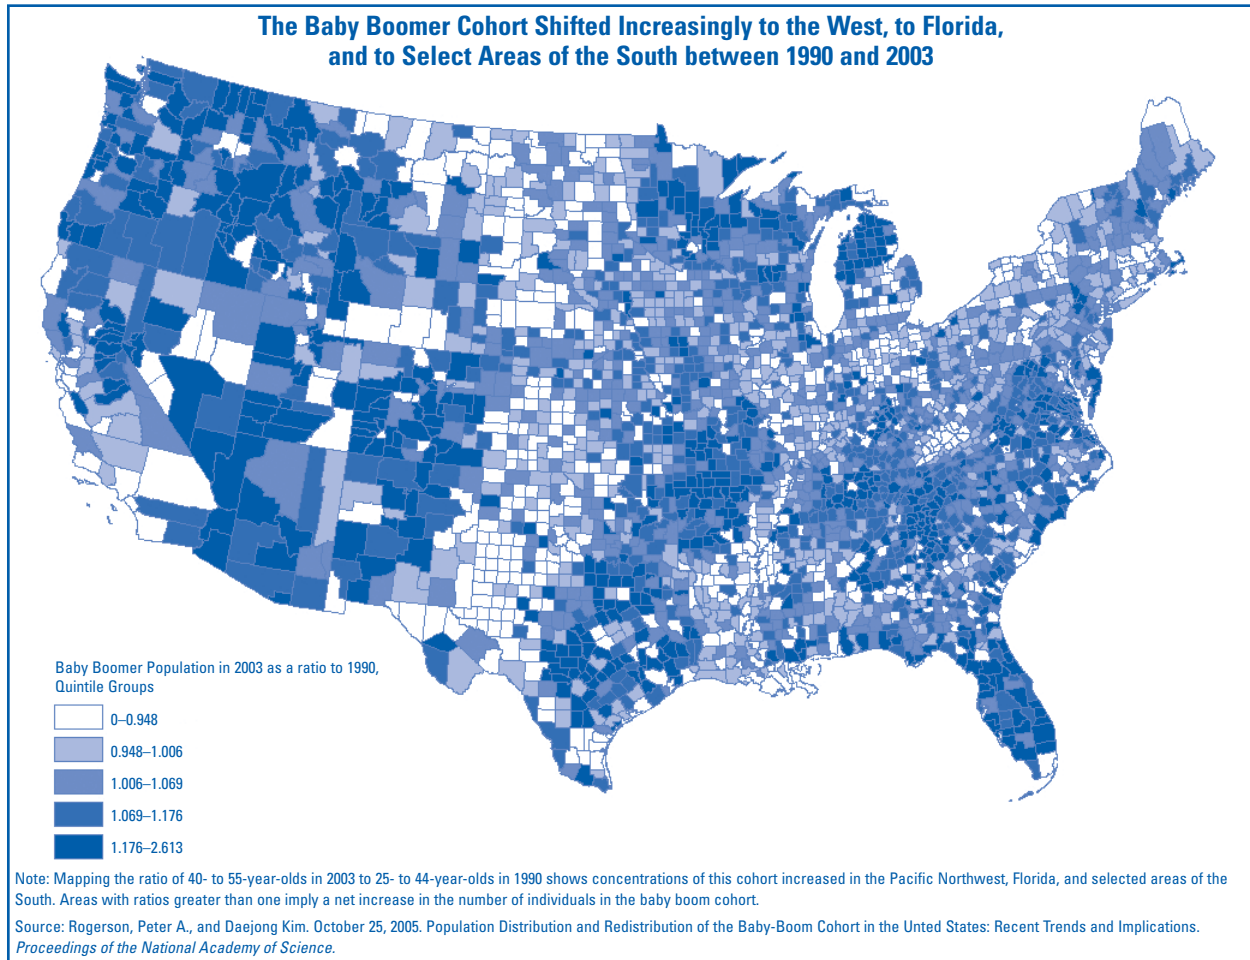 The Baby Boomer Cohort Shifted Increasingly to the West, to Florida,
and to Select Areas of the South between 1990 and 2003
Baby Boomer Population in 2003 as a ratio to 1990,
Quintile Groups
0–0.948
0.948–1.006
1.006–1.069
1.069–1.176
1.176–2.613
Note: Mapping the ratio of 40- to 55-year-olds in 2003 to 25- to 44-year-olds in 1990 shows concentrations of this cohort increased in the Pacific Northwest, Florida, and selected areas of the
South. Areas with ratios greater than one imply a net increase in the number of individuals in the baby boom cohort.
Source: Rogerson, Peter A., and Daejong Kim. October 25, 2005. Population Distribution and Redistribution of the Baby-Boom Cohort in the Unted States: Recent Trends and Implications.
Proceedings of the National Academy of Science.